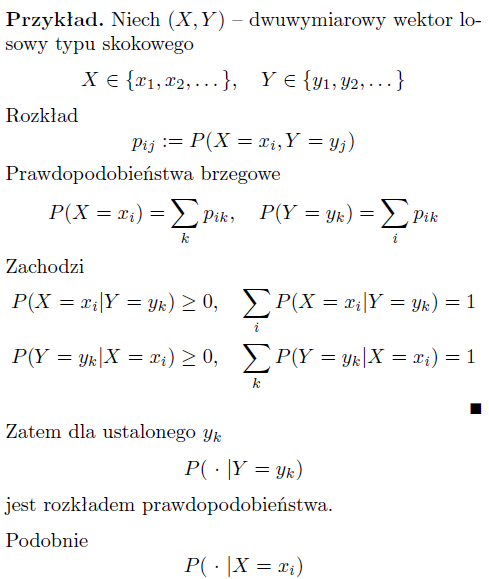 Przykład. Niech (X, Y) – dwuwymiarowy wektor lo-
sowy typu skokowego
X ∈ {x₁, x₂, . . . }, Y ∈ {y₁, y₂, . . . }
Rozkład
pᵢⱼ := P(X = xᵢ, Y = yⱼ)
Prawdopodobieństwa brzegowe
P(X = xᵢ) = ∑ₖ pᵢₖ, P(Y = yₖ) = ∑ᵢ pᵢₖ
Zachodzi
P(X = xᵢ|Y = yₖ) ≥ 0, ∑ᵢ P(X = xᵢ|Y = yₖ) = 1
P(Y = yₖ|X = xᵢ) ≥ 0, ∑ₖ P(Y = yₖ|X = xᵢ) = 1
■
Zatem dla ustalonego yₖ
P( · |Y = yₖ)
jest rozkładem prawdopodobieństwa.
Podobnie
P( · |X = xᵢ)